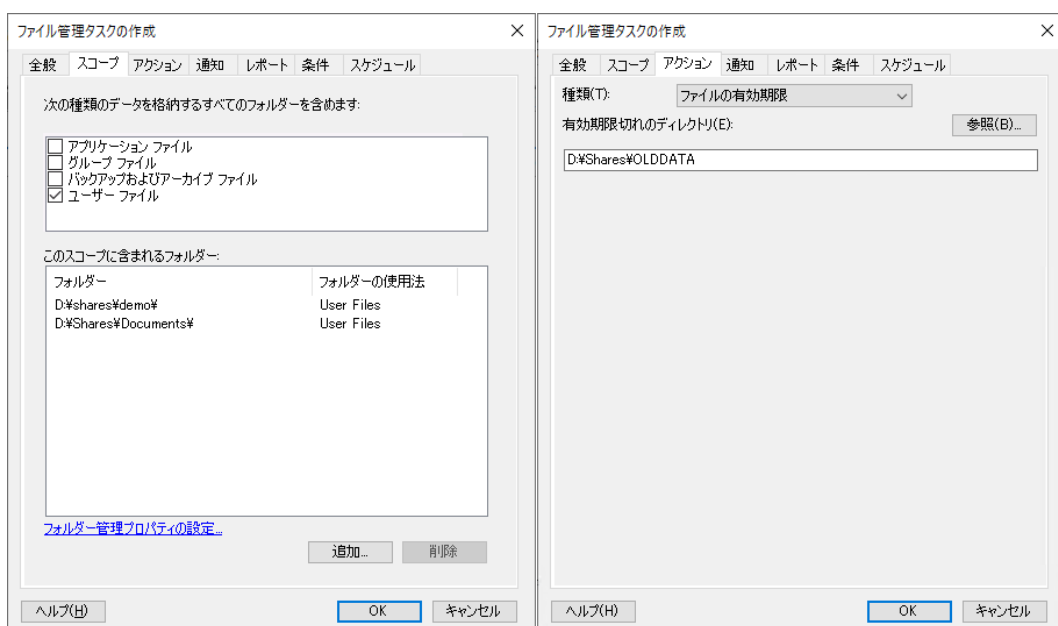 ファイル管理タスクの作成
全般 スコープ アクション 通知 レポート 条件 スケジュール
次の種類のデータを格納するすべてのフォルダーを含めます:
アプリケーション ファイル
グループ ファイル
バックアップおよびアーカイブ ファイル
ユーザー ファイル
このスコープに含まれるフォルダー:
フォルダー フォルダーの使用法
D:¥shares¥demo¥ User Files
D:¥Shares¥Documents¥ User Files
フォルダー管理プロパティの設定...
追加... 削除
ヘルプ(H) OK キャンセル
ファイル管理タスクの作成
全般 スコープ アクション 通知 レポート 条件 スケジュール
種類(T): ファイルの有効期限
有効期限切れのディレクトリ(E): 参照(B)...
D:¥Shares¥OLDDATA
ヘルプ(H) OK キャンセル